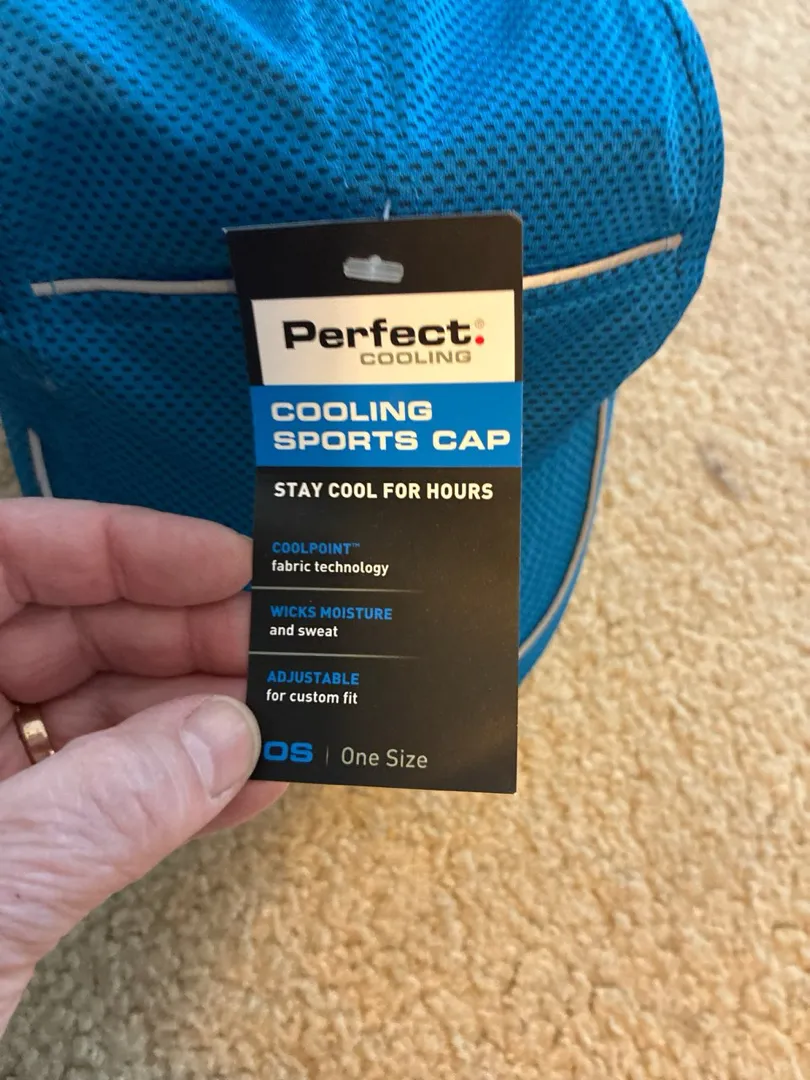 Perfect:®
COOLING
COOLING
SPORTS CAP
STAY COOL FOR HOURS
COOLPOINT™
fabric technology
WICKS MOISTURE
and sweat
ADJUSTABLE
for custom fit
OS | One Size